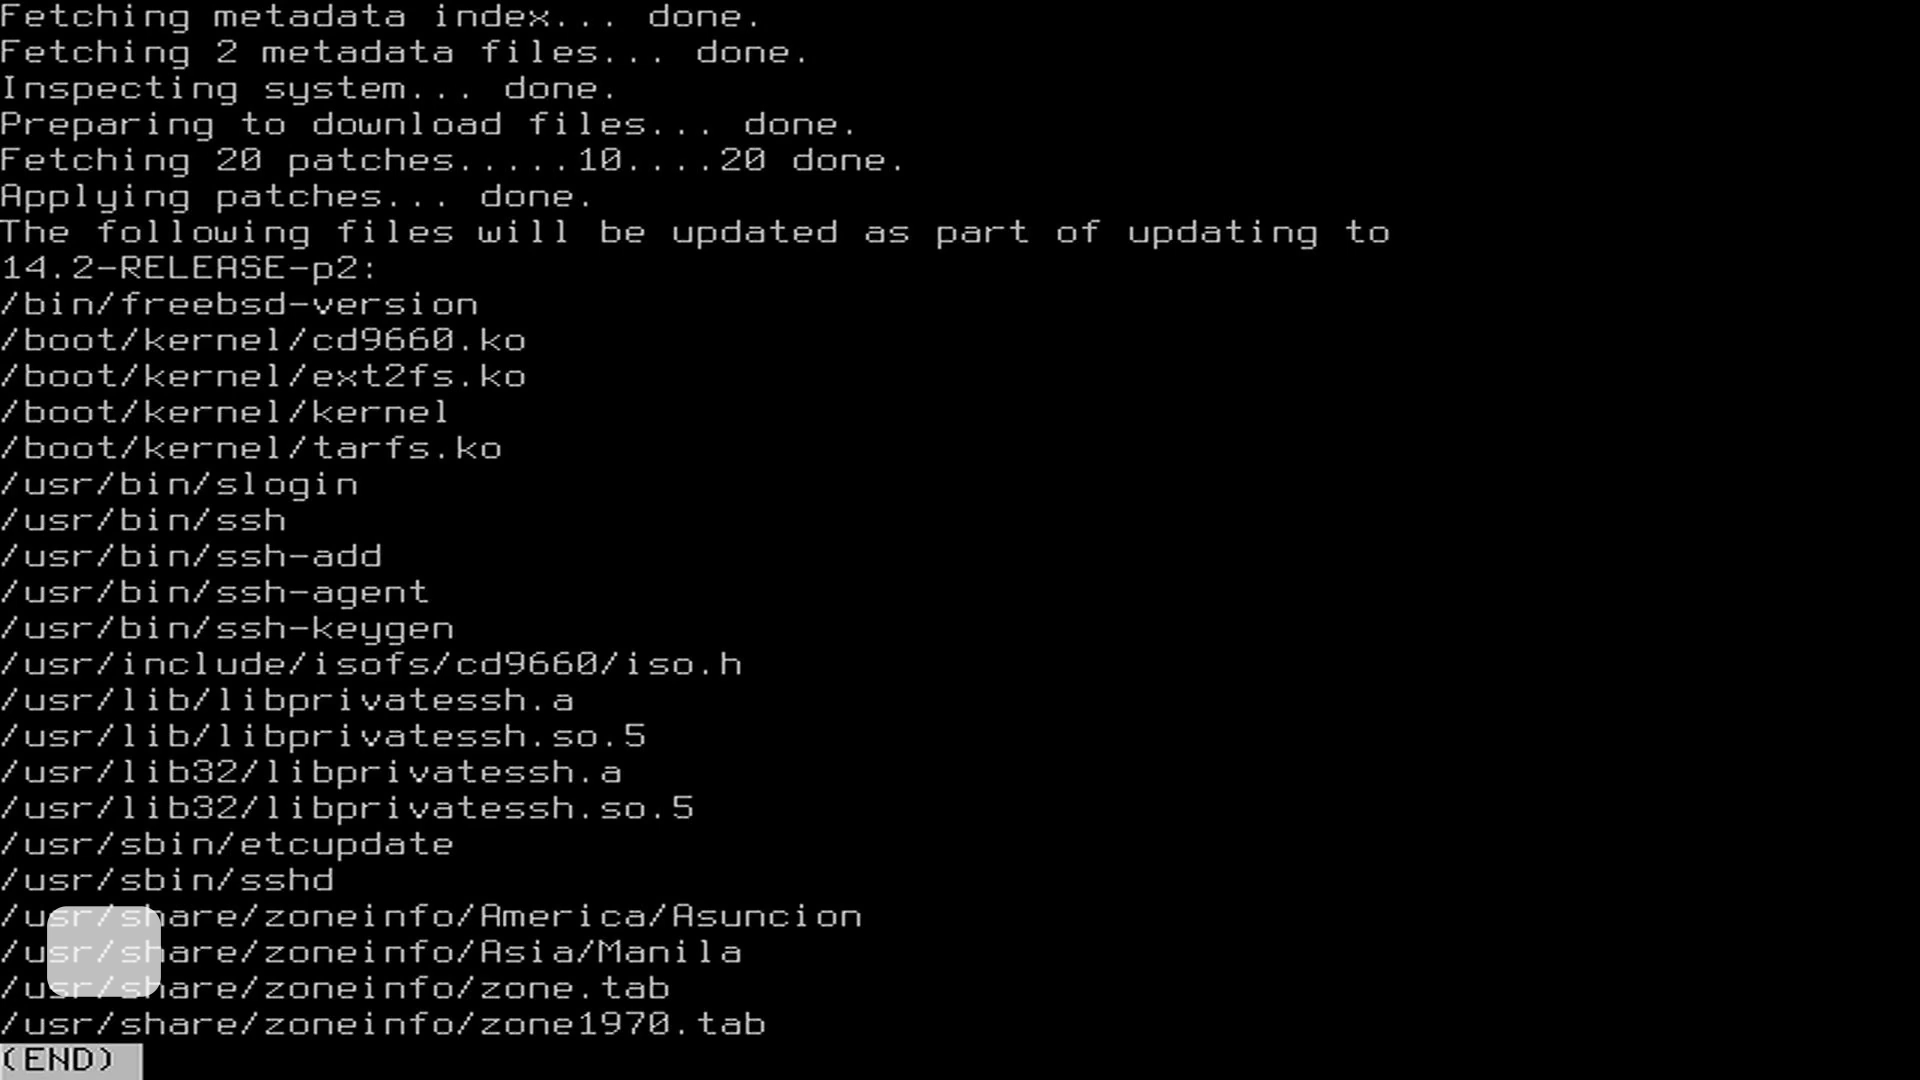 Fetching metadata index... done.
Fetching 2 metadata files... done.
Inspecting system... done.
Preparing to download files... done.
Fetching 20 patches.....10....20 done.
Applying patches... done.
The following files will be updated as part of updating to
14.2-RELEASE-p2:
/bin/freebsd-version
/boot/kernel/cd9660.ko
/boot/kernel/ext2fs.ko
/boot/kernel/kernel
/boot/kernel/tarfs.ko
/usr/bin/slogin
/usr/bin/ssh
/usr/bin/ssh-add
/usr/bin/ssh-agent
/usr/bin/ssh-keygen
/usr/include/isofs/cd9660/iso.h
/usr/lib/libprivatessh.a
/usr/lib/libprivatessh.so.5
/usr/lib32/libprivatessh.a
/usr/lib32/libprivatessh.so.5
/usr/sbin/etcupdate
/usr/sbin/sshd
/usr/share/zoneinfo/America/Asuncion
/usr/share/zoneinfo/Asia/Manila
/usr/share/zoneinfo/zone.tab
/usr/share/zoneinfo/zone1970.tab
(END)